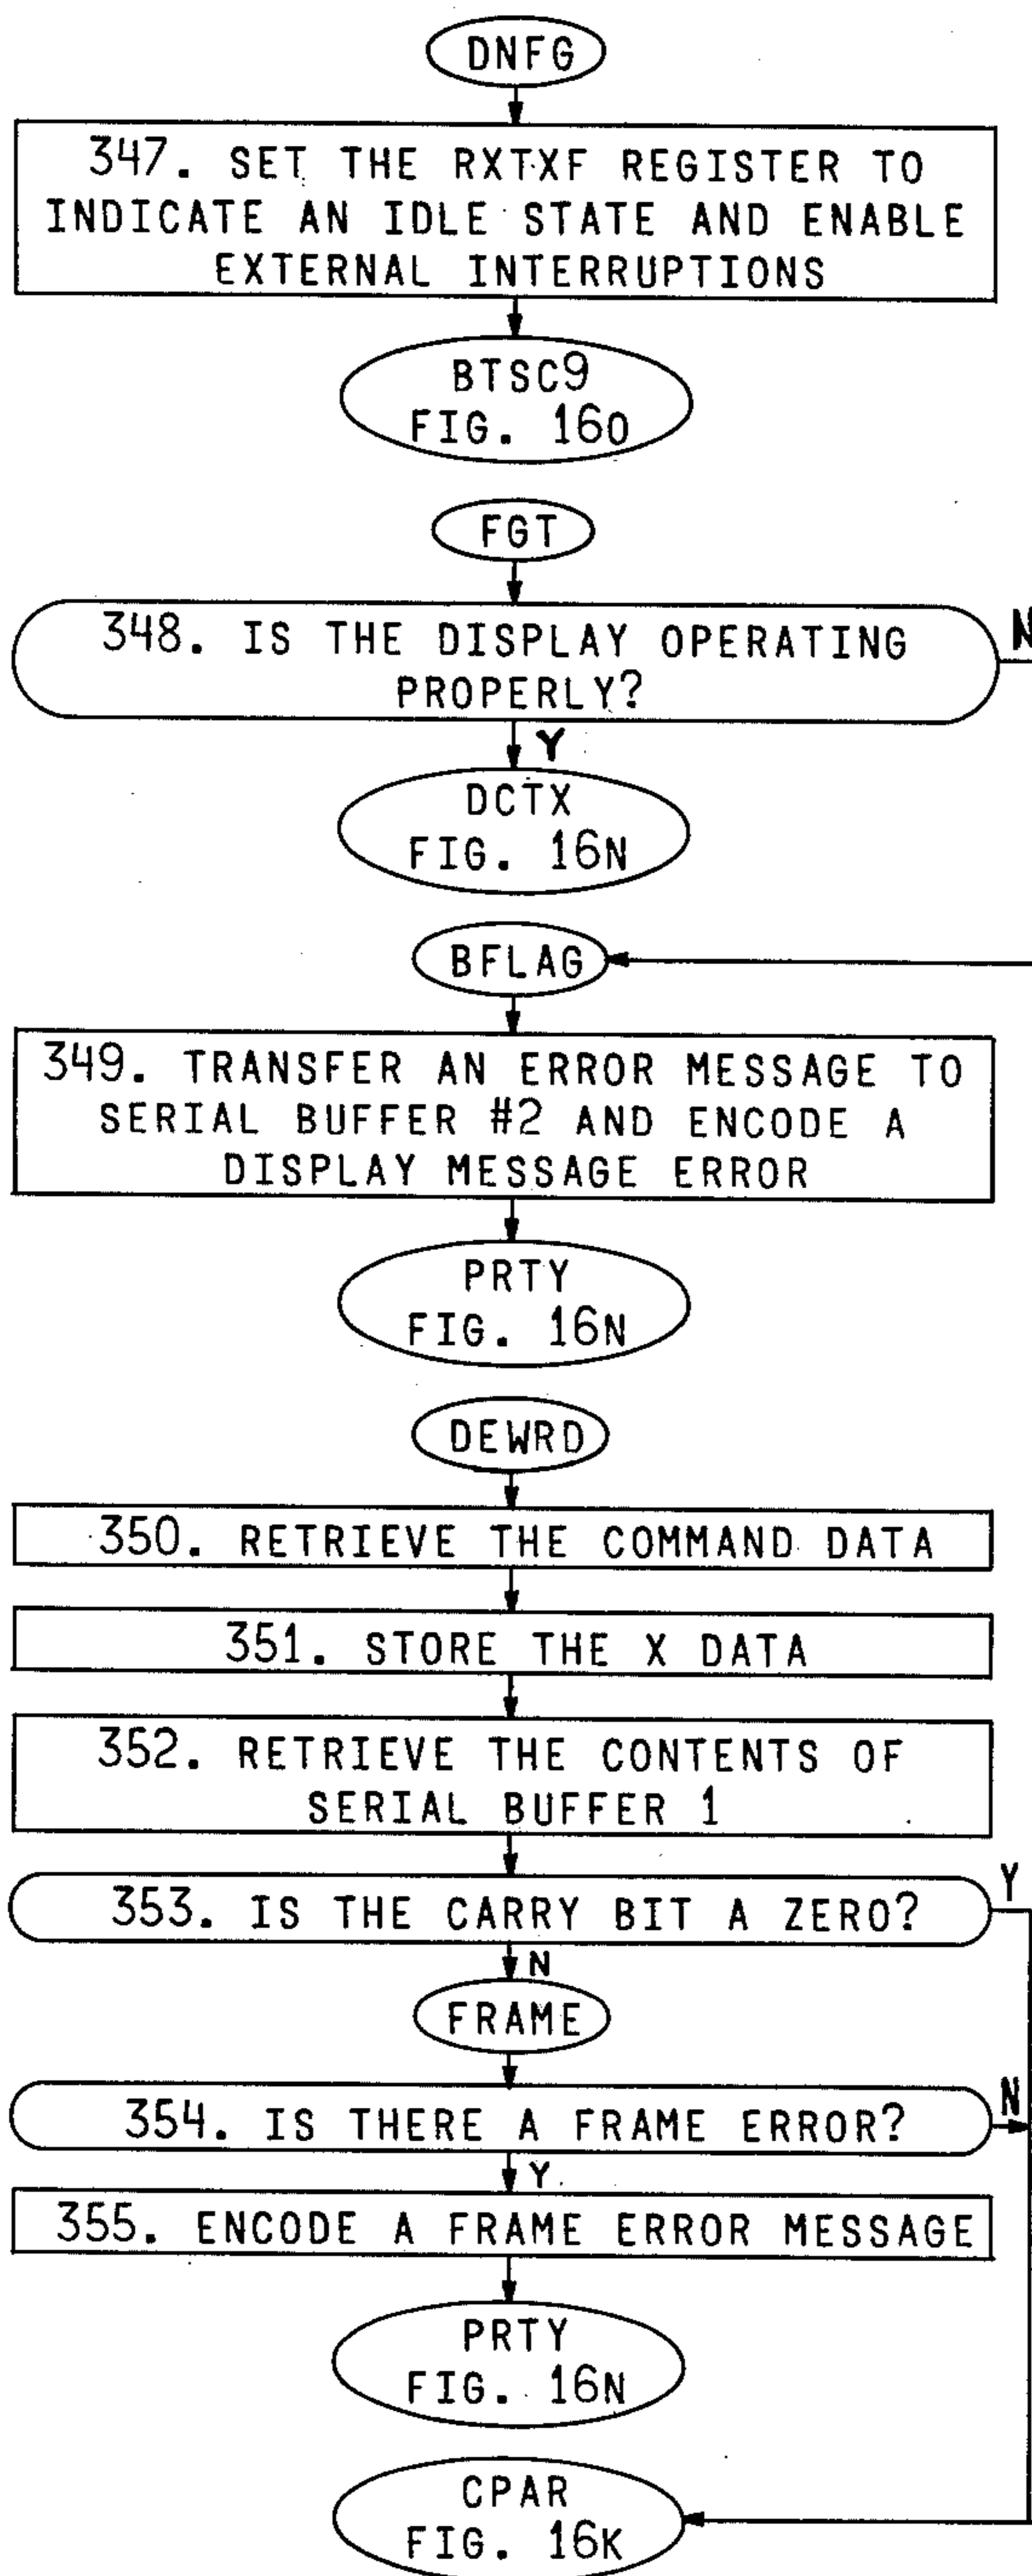 DNFG
347. SET THE RXTXF REGISTER TO
INDICATE AN IDLE STATE AND ENABLE
EXTERNAL INTERRUPTIONS
BTSC9
FIG. 16O
FGT
348. IS THE DISPLAY OPERATING
PROPERLY?
N
Y
DCTX
FIG. 16N
BFLAG
349. TRANSFER AN ERROR MESSAGE TO
SERIAL BUFFER #2 AND ENCODE A
DISPLAY MESSAGE ERROR
PRTY
FIG. 16N
DEWRD
350. RETRIEVE THE COMMAND DATA
351. STORE THE X DATA
352. RETRIEVE THE CONTENTS OF
SERIAL BUFFER 1
353. IS THE CARRY BIT A ZERO?
Y
N
FRAME
354. IS THERE A FRAME ERROR?
N
Y
355. ENCODE A FRAME ERROR MESSAGE
PRTY
FIG. 16N
CPAR
FIG. 16K